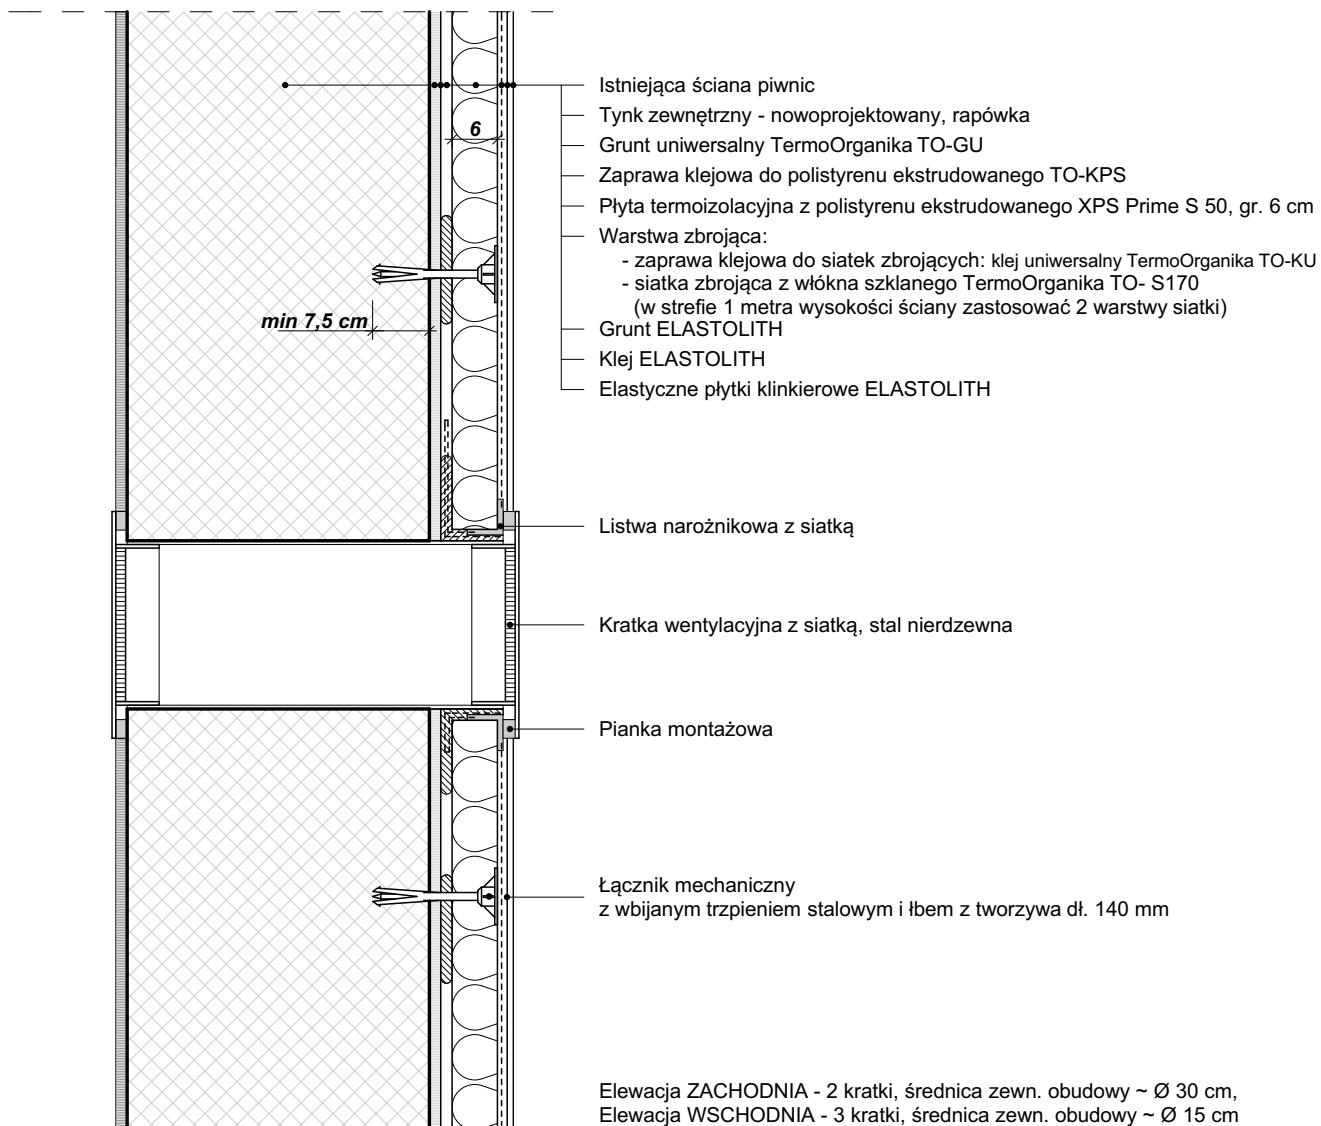 Istniejąca ściana piwnic
Tynk zewnętrzny - nowoprojektowany, rapówka
6
Grunt uniwersalny TermoOrganika TO-GU
Zaprawa klejowa do polistyrenu ekstrudowanego TO-KPS
Płyta termoizolacyjna z polistyrenu ekstrudowanego XPS Prime S 50, gr. 6 cm
Warstwa zbrojąca:
- zaprawa klejowa do siatek zbrojących: klej uniwersalny TermoOrganika TO-KU
- siatka zbrojąca z włókna szklanego TermoOrganika TO- S170
(w strefie 1 metra wysokości ściany zastosować 2 warstwy siatki)
min 7,5 cm
Grunt ELASTOLITH
Klej ELASTOLITH
Elastyczne płytki klinkierowe ELASTOLITH
Listwa narożnikowa z siatką
Kratka wentylacyjna z siatką, stal nierdzewna
Pianka montażowa
Łącznik mechaniczny
z wbijanym trzpieniem stalowym i łbem z tworzywa dł. 140 mm
Elewacja ZACHODNIA - 2 kratki, średnica zewn. obudowy ~ Ø 30 cm,
Elewacja WSCHODNIA - 3 kratki, średnica zewn. obudowy ~ Ø 15 cm